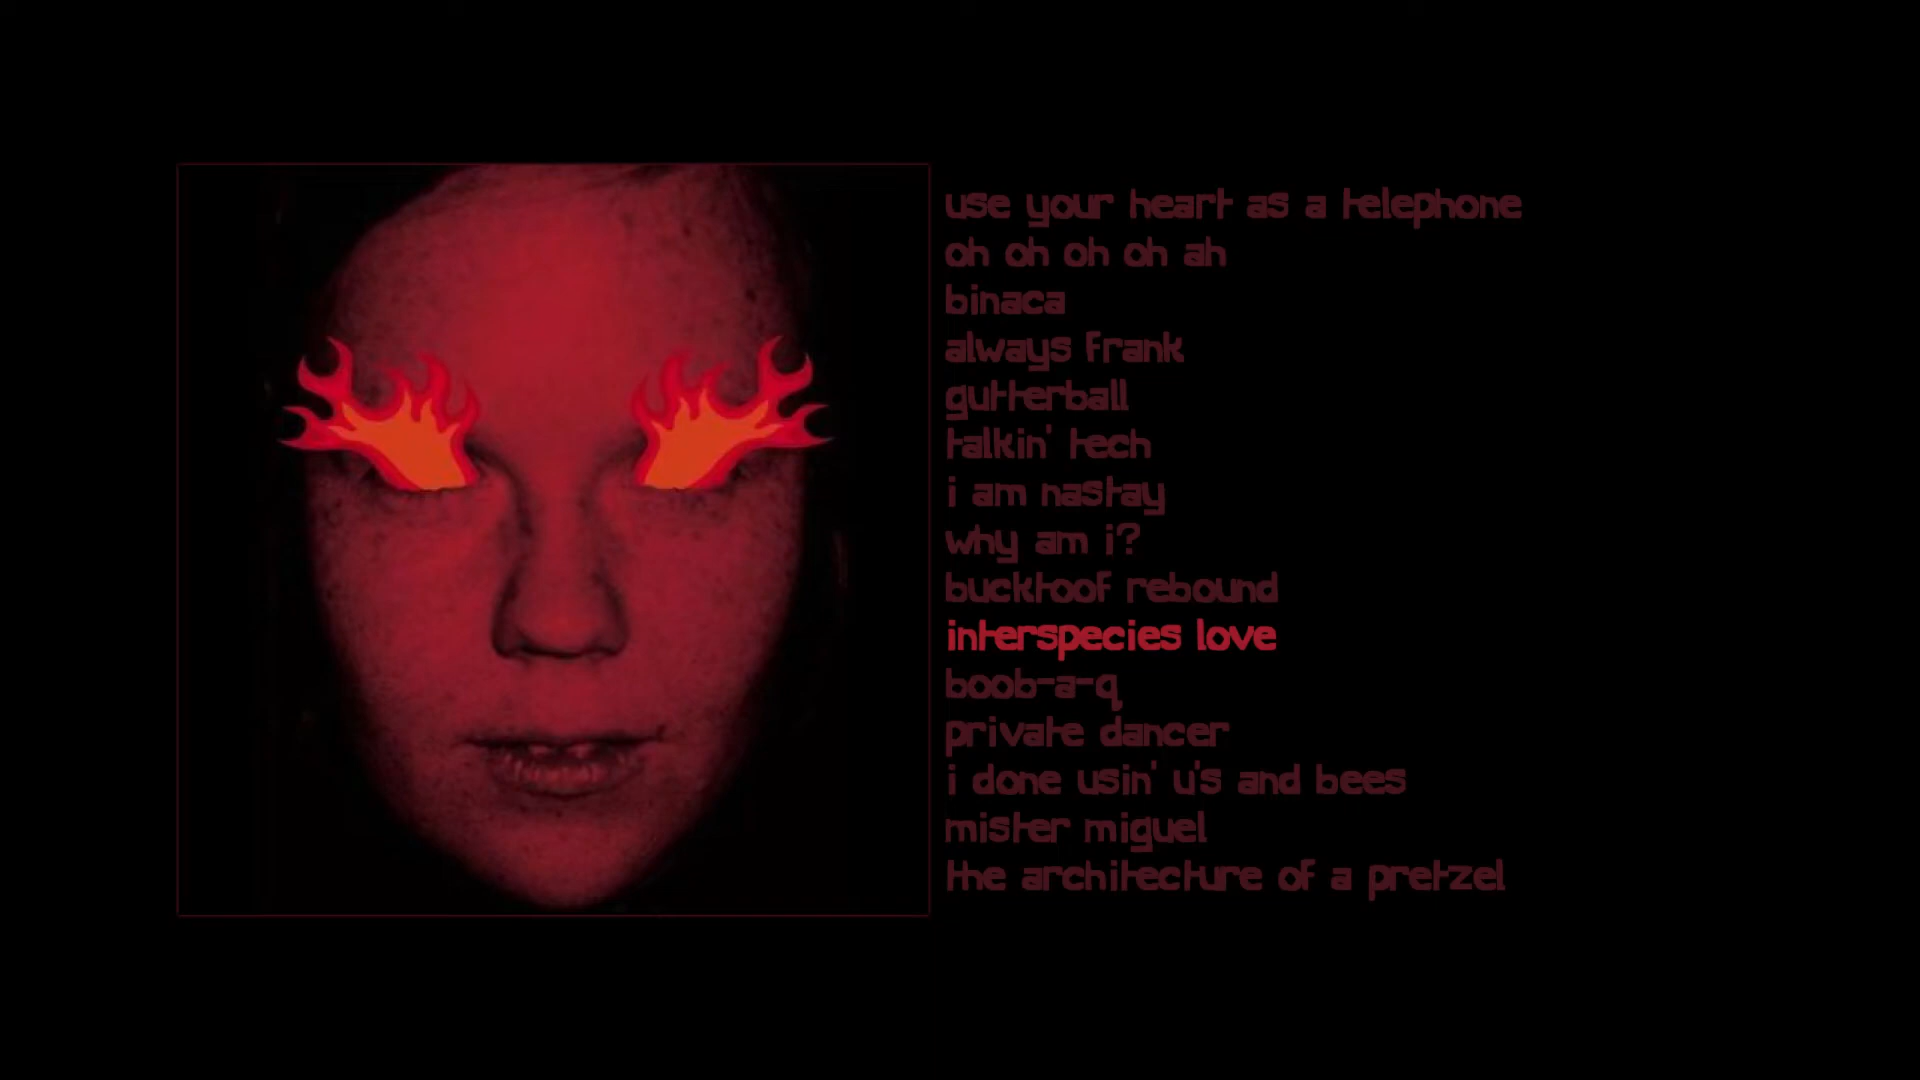 use your heart as a telephone
oh oh oh oh ah
binaca
always frank
gutterball
talkin' tech
i am nastay
why am i?
bucktoof rebound
interspecies love
boob-a-q
private dancer
i done usin' u's and bees
mister miguel
the architecture of a pretzel